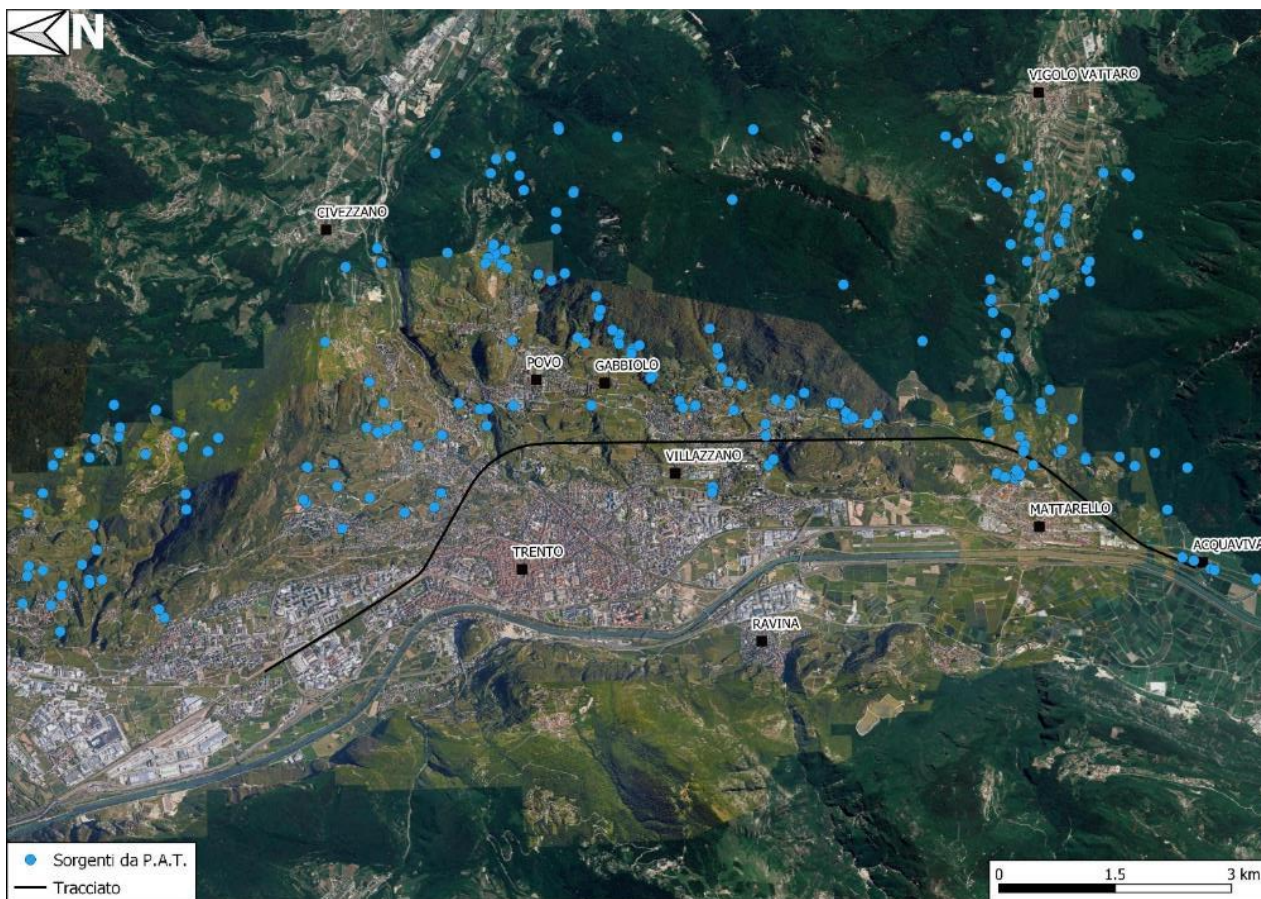 N
VIGOLO VATTARO
CIVEZZANO
POVO
GABBIOLO
VILLAZZANO
MATTARELLO
TRENTO
ACQUAVIVA
RAVINA
Sorgenti da P.A.T.
Tracciato
0 1.5 3 km